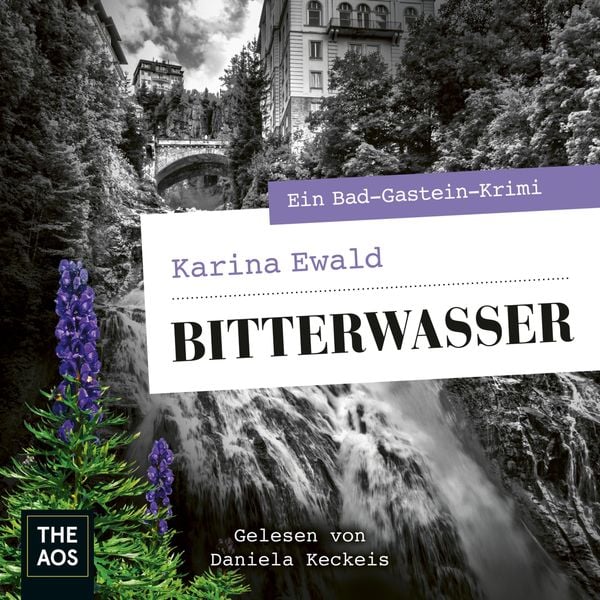 Ein Bad-Gastein-Krimi
Karina Ewald
BITTERWASSER
Gelesen von
Daniela Keckeis
THE
AOS